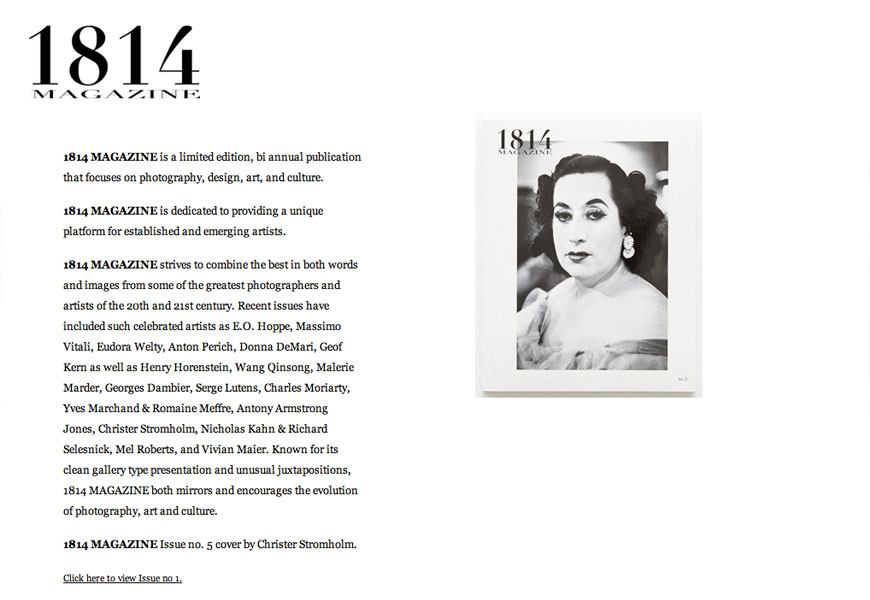 1814
MAGAZINE
1814 MAGAZINE is a limited edition, bi annual publication
that focuses on photography, design, art, and culture.
1814 MAGAZINE is dedicated to providing a unique
platform for established and emerging artists.
1814 MAGAZINE strives to combine the best in both words
and images from some of the greatest photographers and
artists of the 20th and 21st century. Recent issues have
included such celebrated artists as E.O. Hoppe, Massimo
Vitali, Eudora Welty, Anton Perich, Donna DeMari, Geof
Kern as well as Henry Horenstein, Wang Qinsong, Malerie
Marder, Georges Dambier, Serge Lutens, Charles Moriarty,
Yves Marchand & Romaine Meffre, Antony Armstrong
Jones, Christer Stromholm, Nicholas Kahn & Richard
Selesnick, Mel Roberts, and Vivian Maier. Known for its
clean gallery type presentation and unusual juxtapositions,
1814 MAGAZINE both mirrors and encourages the evolution
of photography, art and culture.
1814 MAGAZINE Issue no. 5 cover by Christer Stromholm.
Click here to view Issue no 1.
1814
MAGAZINE